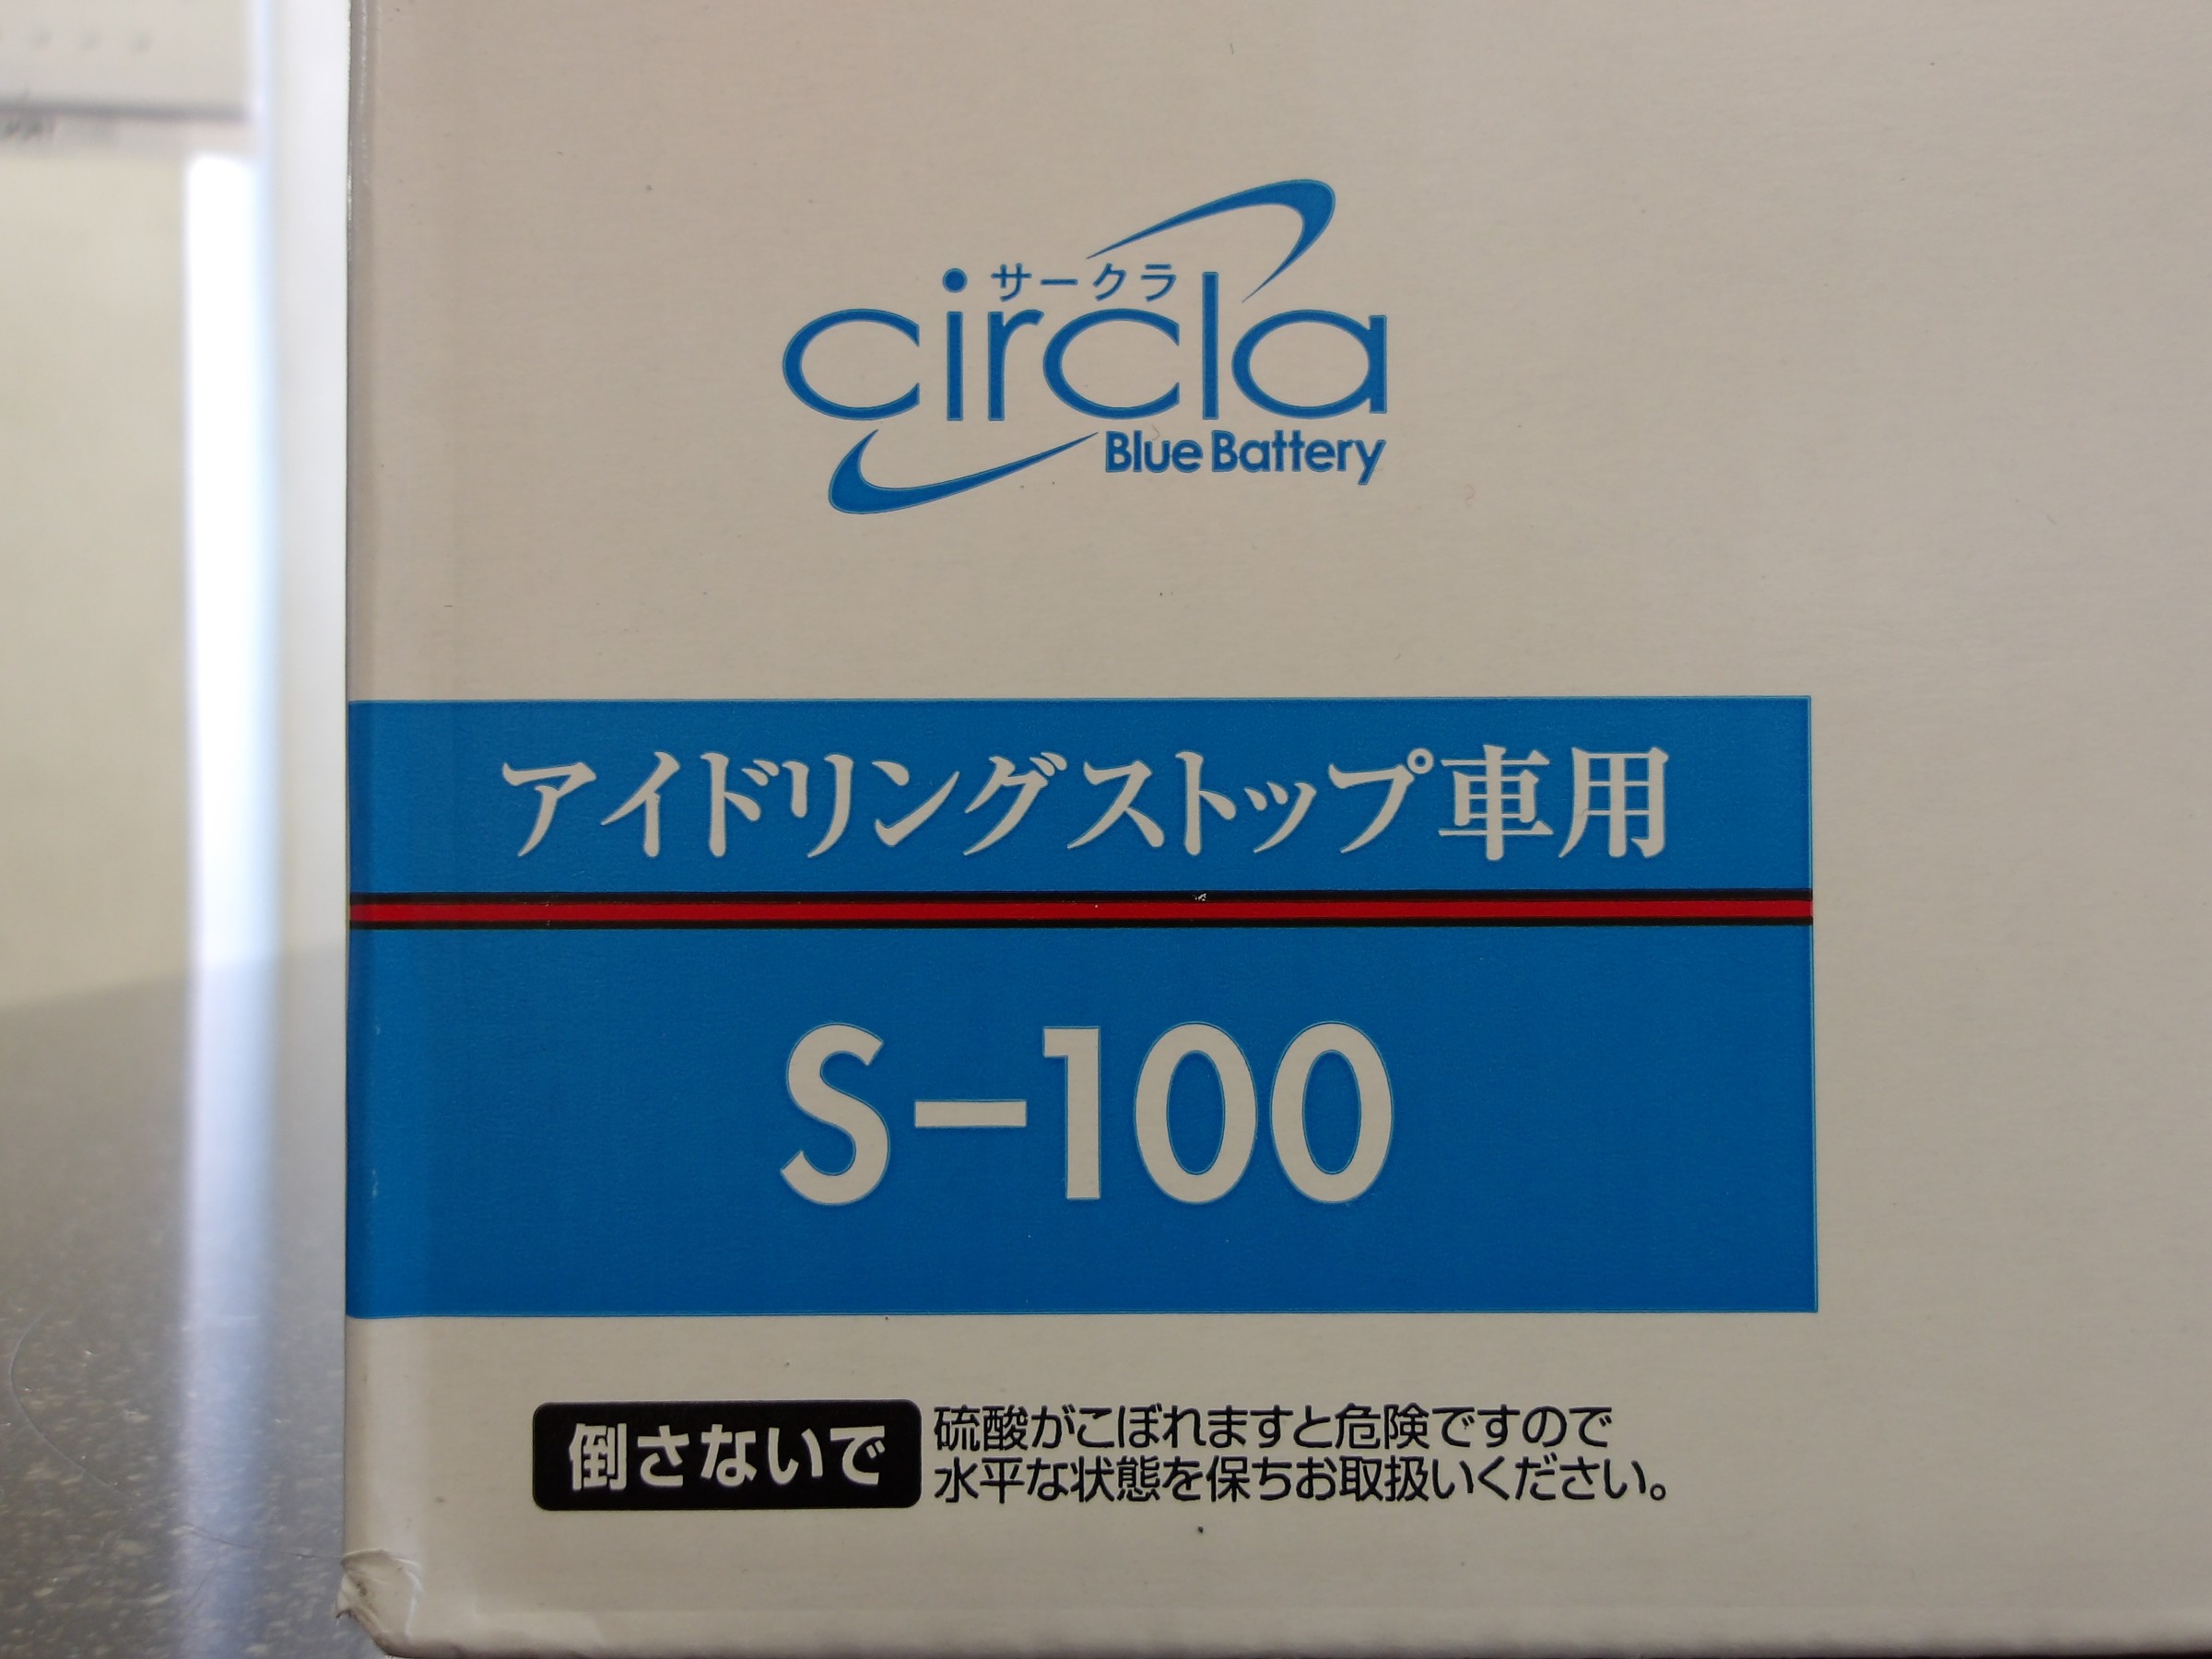 サークラ
circla
Blue Battery
アイドリングストップ車用
S-100
倒さないで
硫酸がこぼれますと危険ですので
水平な状態を保ちお取扱いください。